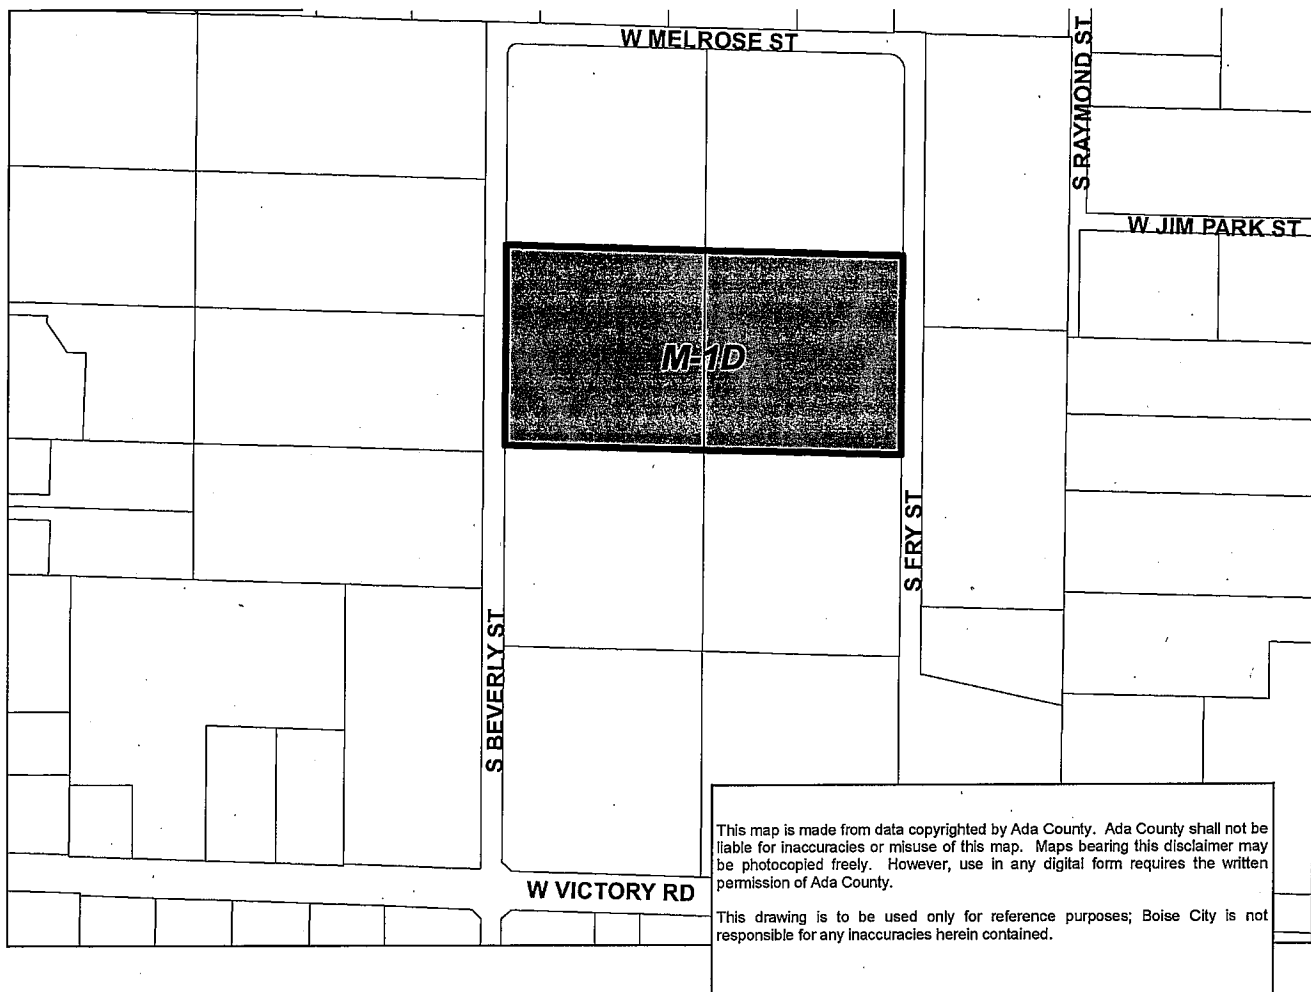 W MELROSE ST
S RAYMOND ST
W JIM PARK ST
M-1D
S FRY ST
S BEVERLY ST
W VICTORY RD
This map is made from data copyrighted by Ada County. Ada County shall not be
liable for inaccuracies or misuse of this map. Maps bearing this disclaimer may
be photocopied freely. However, use in any digital form requires the written
permission of Ada County.
This drawing is to be used only for reference purposes; Boise City is not
responsible for any inaccuracies herein contained.